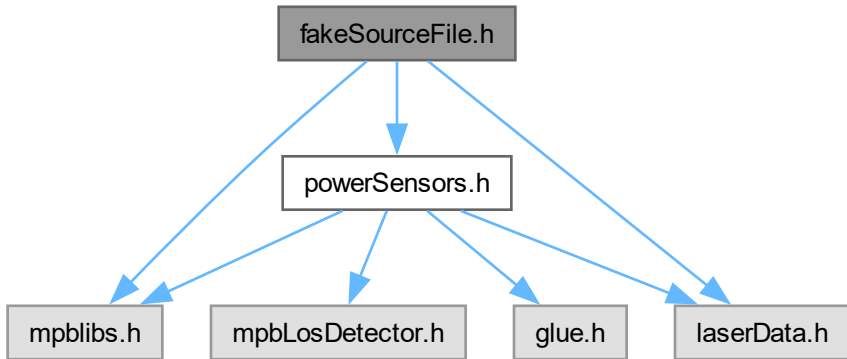 fakeSourceFile.h
powerSensors.h
mpblibs.h
mpbLosDetector.h
glue.h
laserData.h